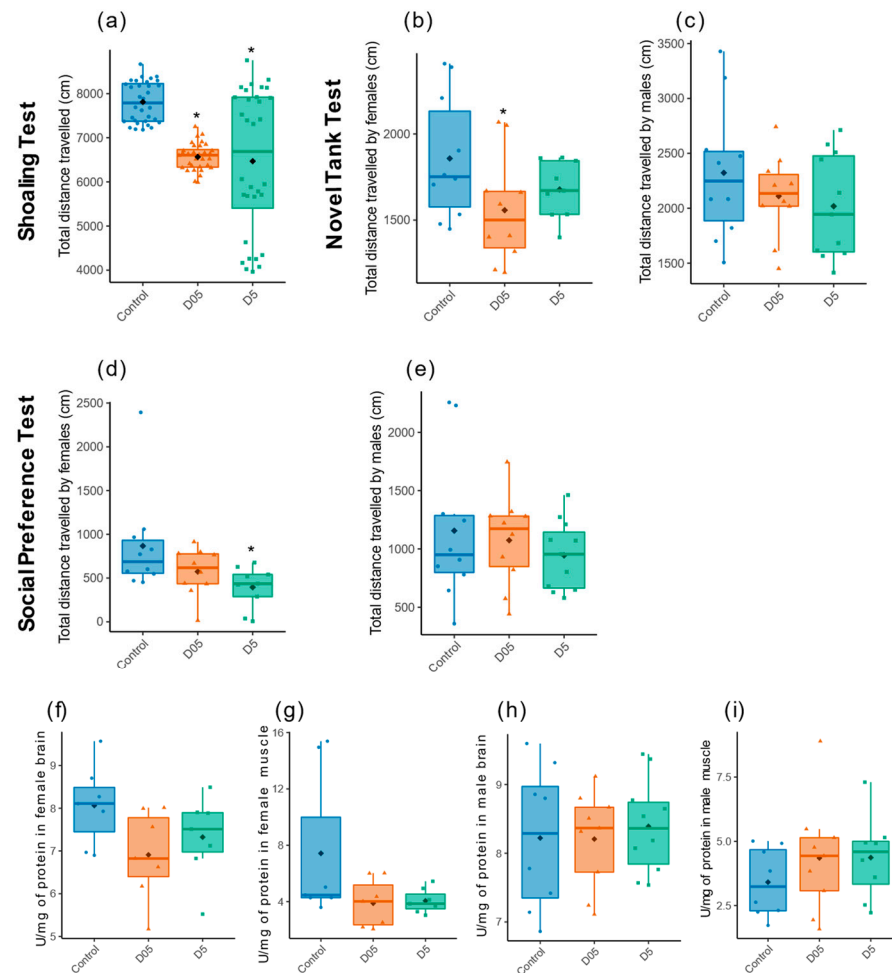 (a)
(b)
(c)
Shoaling Test
Total distance travelled (cm)
8000
7000
6000
5000
4000
*
*
Control
D05
D5
Novel Tank Test
Total distance travelled by females (cm)
2000
1500
*
Control
D05
D5
Total distance travelled by males (cm)
3500
3000
2500
2000
1500
Control
D05
D5
(d)
(e)
Social Preference Test
Total distance travelled by females (cm)
2500
2000
1500
1000
500
0
*
Control
D05
D5
Total distance travelled by males (cm)
2000
1500
1000
500
Control
D05
D5
(f)
(g)
(h)
(i)
U/mg of protein in female brain
9
8
7
6
5
Control
D05
D5
U/mg of protein in female muscle
16
12
8
4
Control
D05
D5
U/mg of protein in male brain
9
8
7
Control
D05
D5
U/mg of protein in male muscle
7.5
5.0
2.5
Control
D05
D5